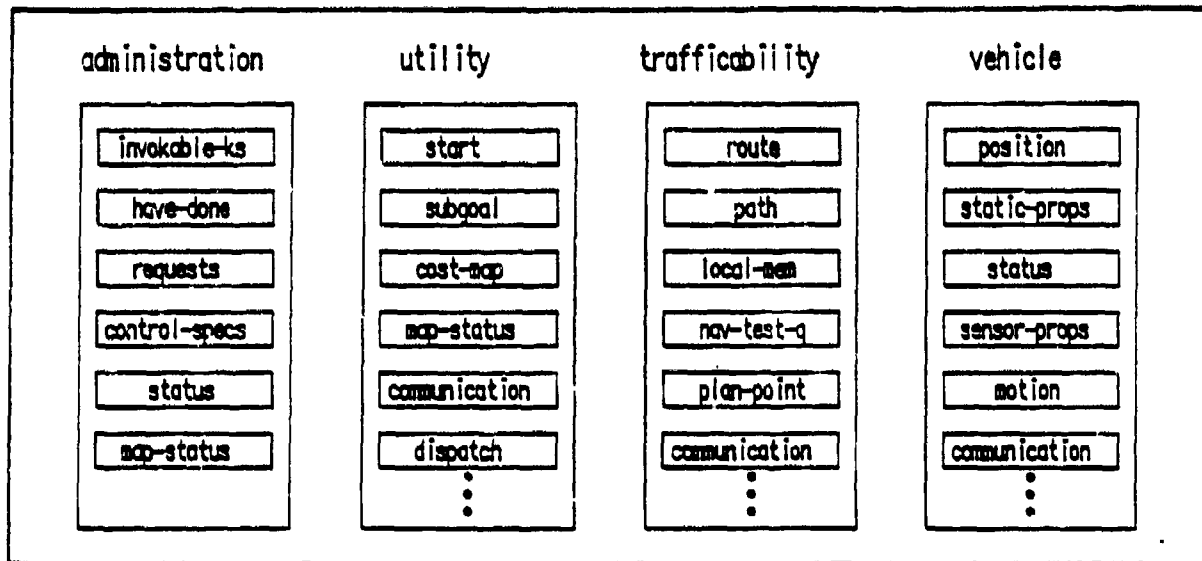 administration utility trafficability vehicle
invokable-ks start route position
have-done subgoal path static-props
requests cost-map local-mem status
control-specs map-status nav-test-q sensor-props
status communication plan-point motion
map-status dispatch communication communication